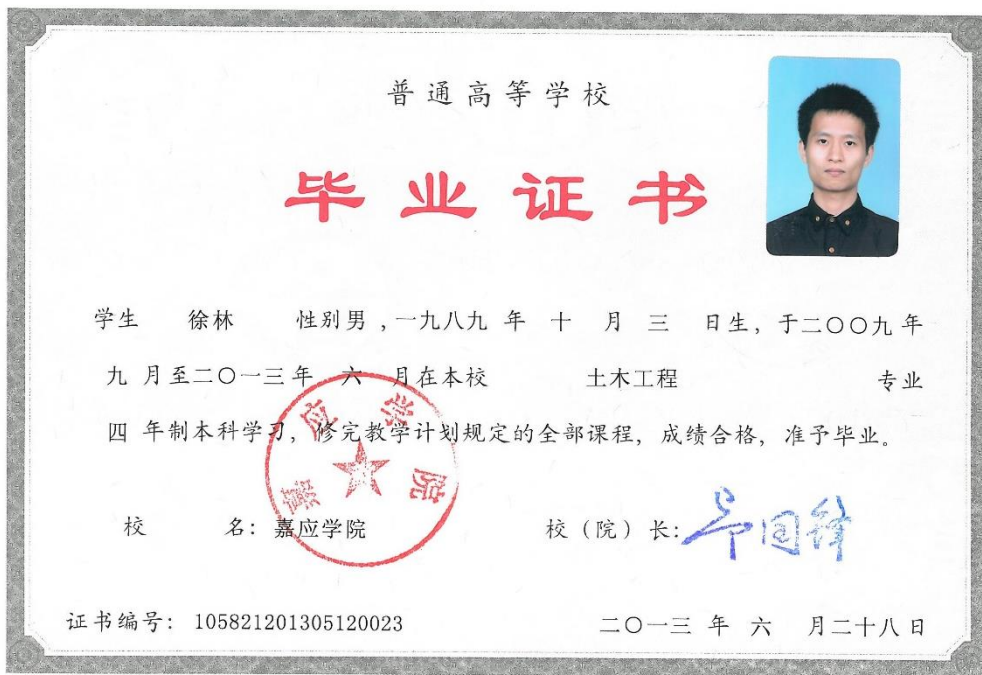 普通高等学校
毕业证书
学生 徐林 性别男，一九八九 年 十 月 三 日生，于二〇〇九年
九 月至二〇一三年 六 月在本校 土木工程 专业
四 年制本科学习，修完教学计划规定的全部课程，成绩合格，准予毕业。
嘉应学院
校 名：嘉应学院 校（院）长：
证书编号：105821201305120023 二〇一三 年 六 月二十八日